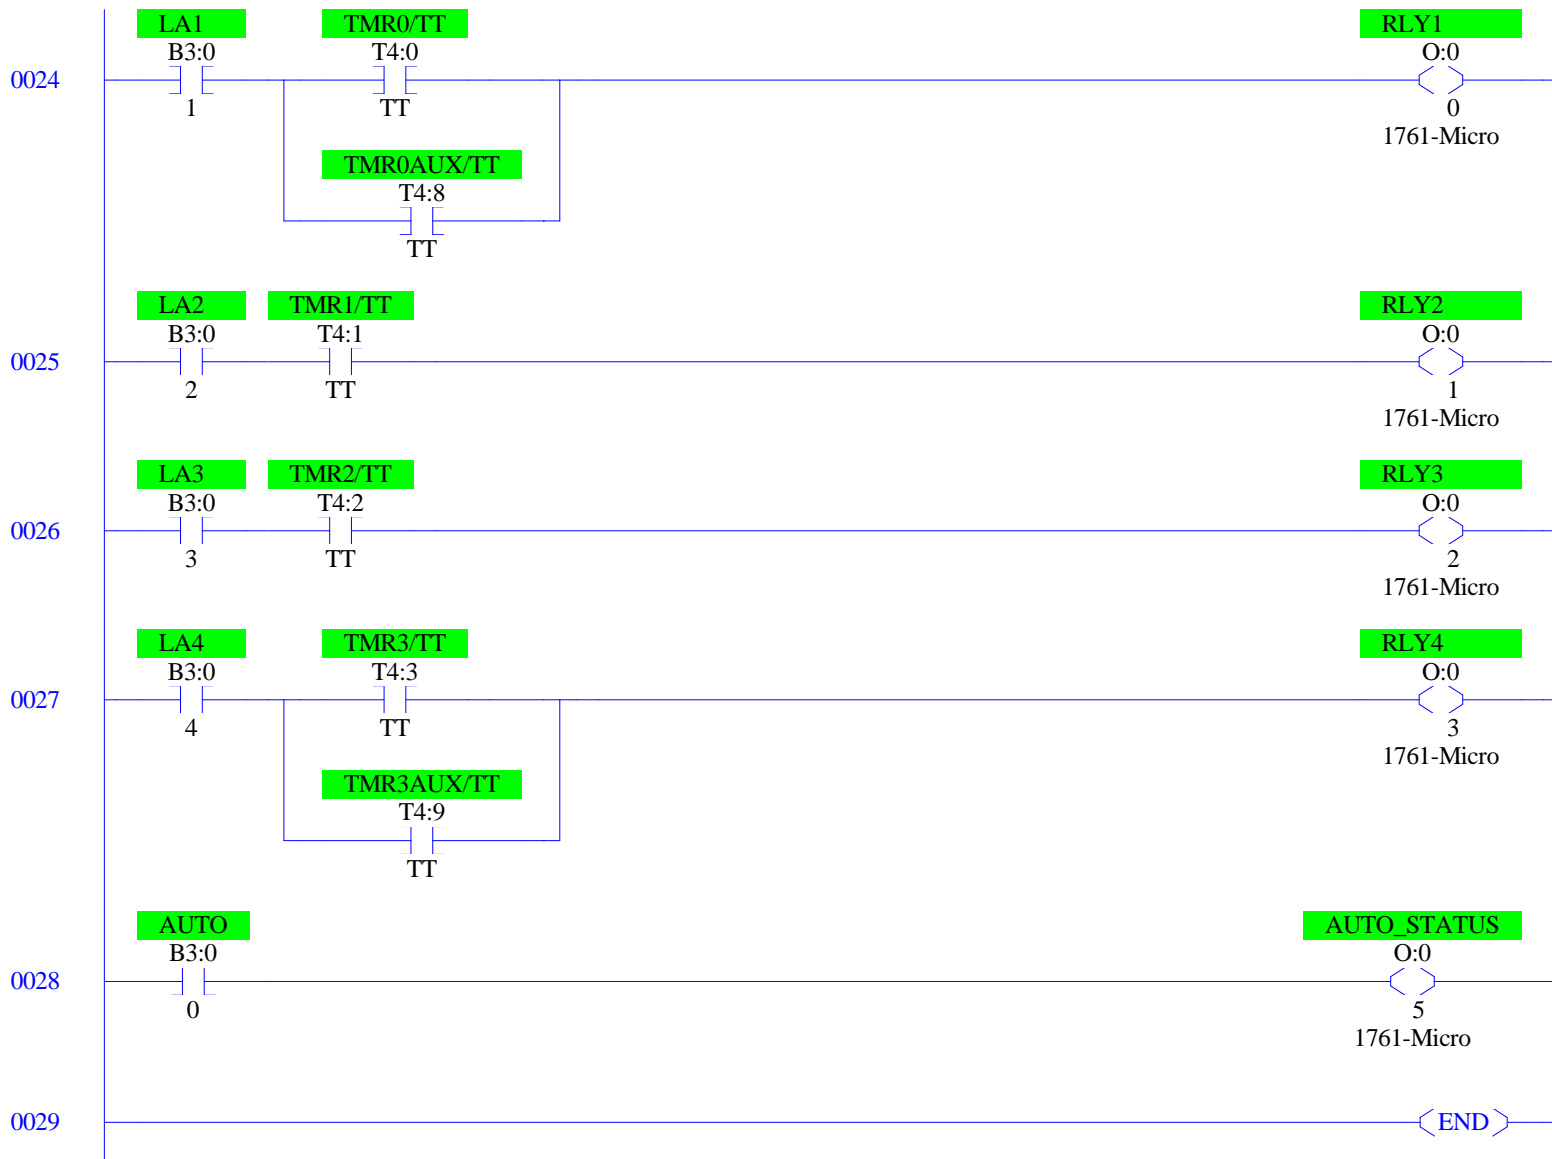 LA1 TMR0/TT RLY1
B3:0 T4:0 O:0
0024
1 TT 0
1761-Micro
TMR0AUX/TT
T4:8
TT
LA2 TMR1/TT RLY2
B3:0 T4:1 O:0
0025
2 TT 1
1761-Micro
LA3 TMR2/TT RLY3
B3:0 T4:2 O:0
0026
3 TT 2
1761-Micro
LA4 TMR3/TT RLY4
B3:0 T4:3 O:0
0027
4 TT 3
1761-Micro
TMR3AUX/TT
T4:9
TT
AUTO AUTO_STATUS
B3:0 O:0
0028
0 5
1761-Micro
0029 END